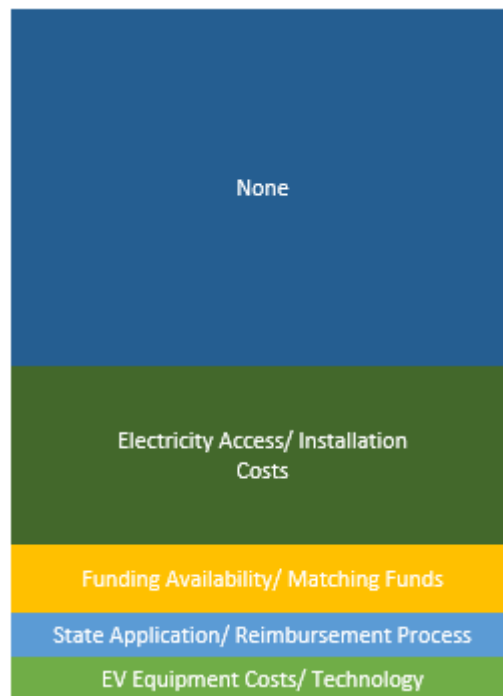 None
Electricity Access/ Installation
Costs
Funding Availability/ Matching Funds
State Application/ Reimbursement Process
EV Equipment Costs/ Technology